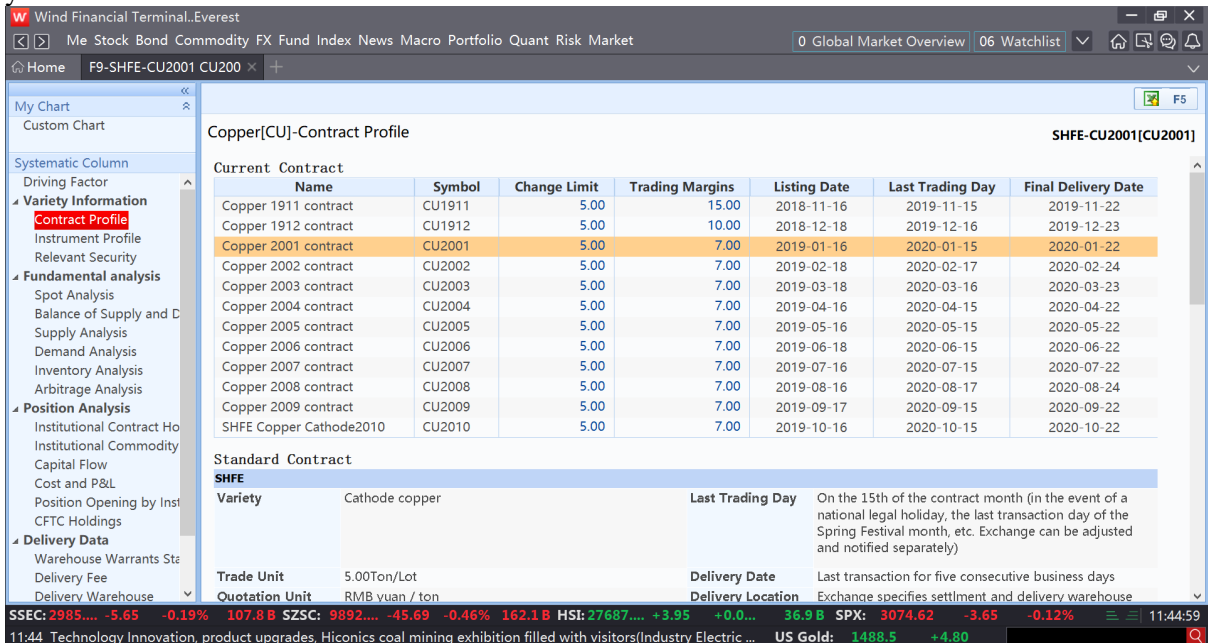 y
W Wind Financial Terminal..Everest
Me Stock Bond Commodity FX Fund Index News Macro Portfolio Quant Risk Market 0 Global Market Overview 06 Watchlist
Home F9-SHFE-CU2001 CU200
F5
My Chart
Custom Chart
Systematic Column
Driving Factor
Variety Information
Contract Profile
Instrument Profile
Relevant Security
Fundamental analysis
Spot Analysis
Balance of Supply and D
Supply Analysis
Demand Analysis
Inventory Analysis
Arbitrage Analysis
Position Analysis
Institutional Contract Ho
Institutional Commodity
Capital Flow
Cost and P&L
Position Opening by Inst
CFTC Holdings
Delivery Data
Warehouse Warrants Sta
Delivery Fee
Delivery Warehouse
Copper[CU]-Contract Profile SHFE-CU2001[CU2001]
Current Contract
Name Symbol Change Limit Trading Margins Listing Date Last Trading Day Final Delivery Date
Copper 1911 contract CU1911 5.00 15.00 2018-11-16 2019-11-15 2019-11-22
Copper 1912 contract CU1912 5.00 10.00 2018-12-18 2019-12-16 2019-12-23
Copper 2001 contract CU2001 5.00 7.00 2019-01-16 2020-01-15 2020-01-22
Copper 2002 contract CU2002 5.00 7.00 2019-02-18 2020-02-17 2020-02-24
Copper 2003 contract CU2003 5.00 7.00 2019-03-18 2020-03-16 2020-03-23
Copper 2004 contract CU2004 5.00 7.00 2019-04-16 2020-04-15 2020-04-22
Copper 2005 contract CU2005 5.00 7.00 2019-05-16 2020-05-15 2020-05-22
Copper 2006 contract CU2006 5.00 7.00 2019-06-18 2020-06-15 2020-06-22
Copper 2007 contract CU2007 5.00 7.00 2019-07-16 2020-07-15 2020-07-22
Copper 2008 contract CU2008 5.00 7.00 2019-08-16 2020-08-17 2020-08-24
Copper 2009 contract CU2009 5.00 7.00 2019-09-17 2020-09-15 2020-09-22
SHFE Copper Cathode2010 CU2010 5.00 7.00 2019-10-16 2020-10-15 2020-10-22
Standard Contract
SHFE
Variety Cathode copper Last Trading Day On the 15th of the contract month (in the event of a
national legal holiday, the last transaction day of the
Spring Festival month, etc. Exchange can be adjusted
and notified separately)
Trade Unit 5.00Ton/Lot Delivery Date Last transaction for five consecutive business days
Quotation Unit RMB yuan / ton Delivery Location Exchange specifies settlment and delivery warehouse
SSEC: 2985.... -5.65 -0.19% 107.8 B SZSC: 9892.... -45.69 -0.46% 162.1 B HSI: 27687.... +3.95 +0.0... 36.9 B SPX: 3074.62 -3.65 -0.12% 11:44:59
11:44 Technology Innovation, product upgrades, Hiconics coal mining exhibition filled with visitors(Industry Electric ... US Gold: 1488.5 +4.80